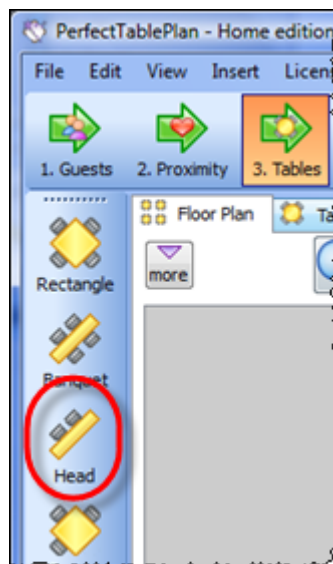 PerfectTablePlan - Home edition
File Edit View Insert
1. Guests 2. Proximity 3. Tables
Floor Plan
more
Rectangle
Banquet
Head